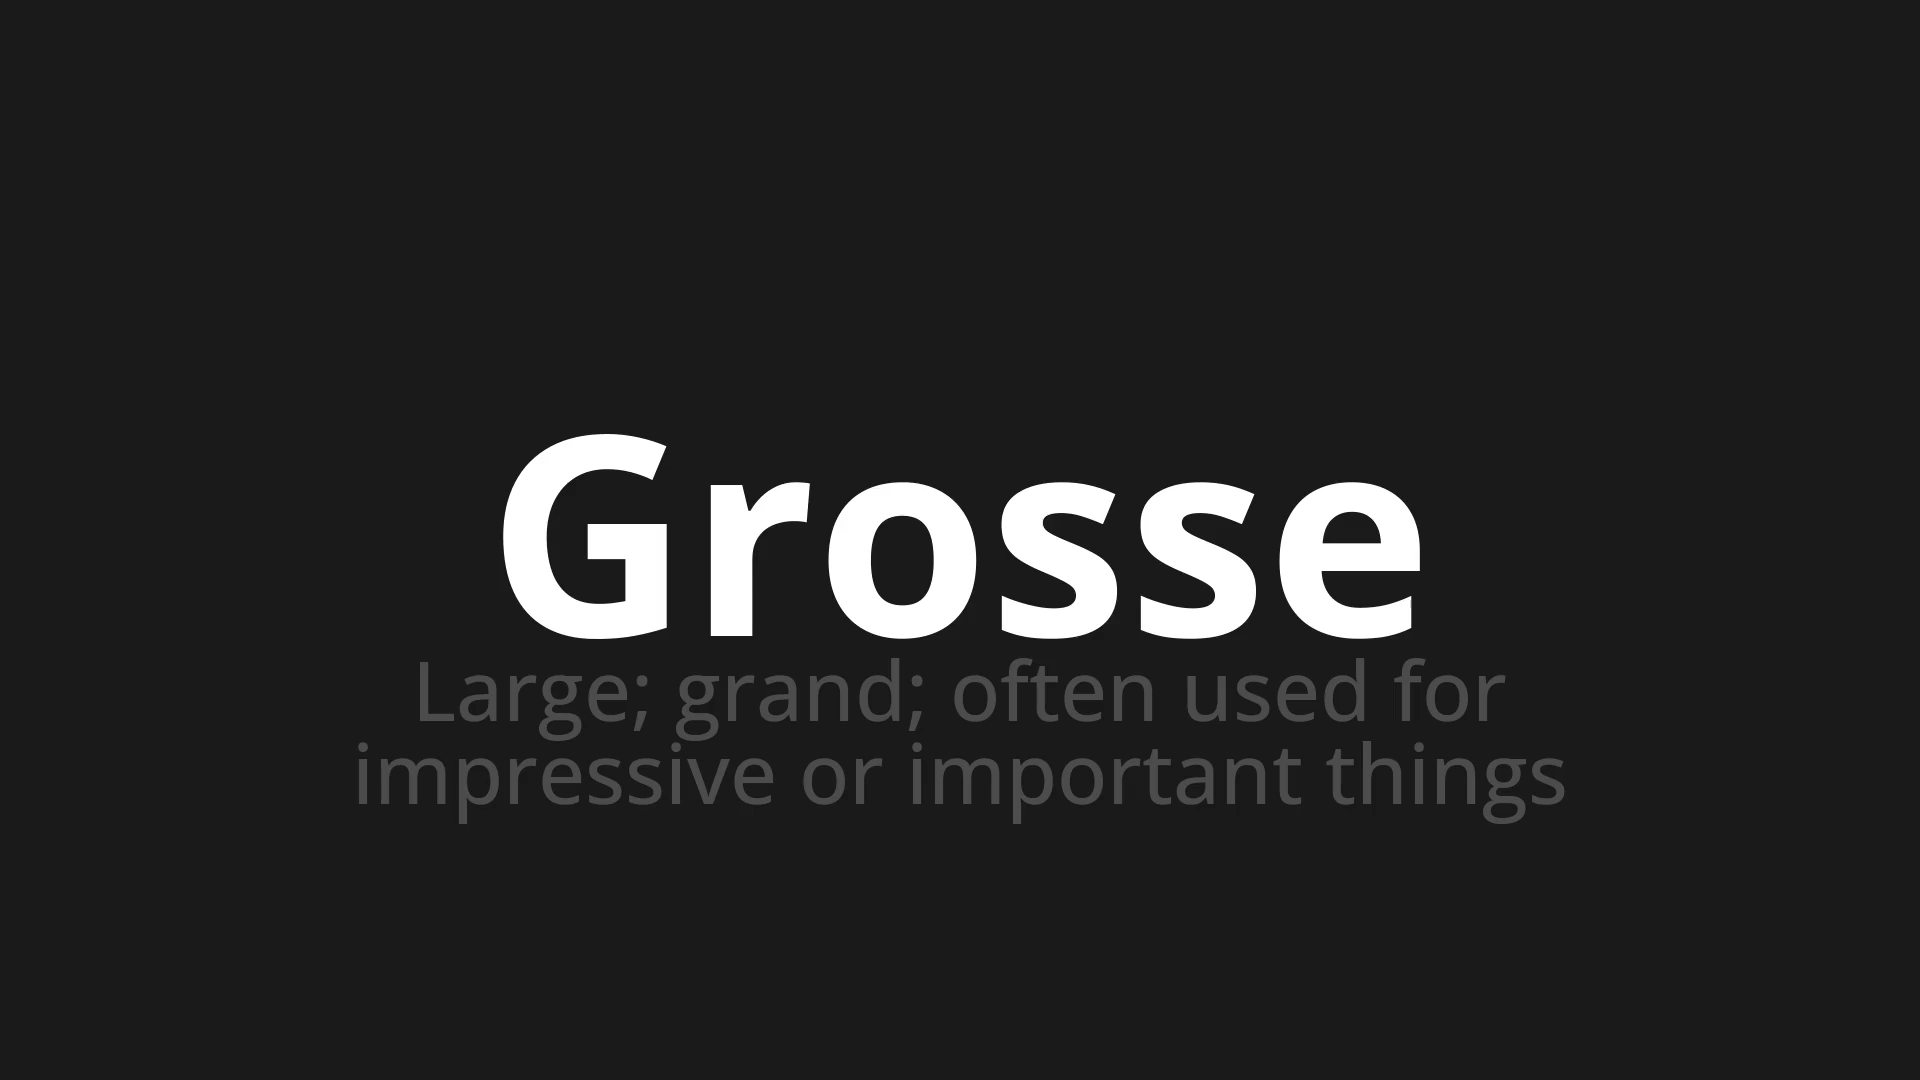 Grosse
Large; grand; often used for
impressive or important things